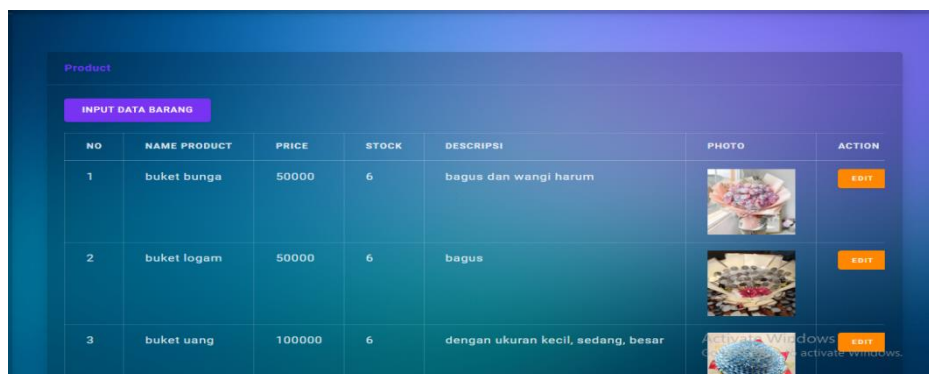 Product
INPUT DATA BARANG
NO NAME PRODUCT PRICE STOCK DESCRIPSI PHOTO ACTION
1 buket bunga 50000 6 bagus dan wangi harum EDIT
2 buket logam 50000 6 bagus EDIT
3 buket uang 100000 6 dengan ukuran kecil, sedang, besar EDIT
Activate Windows
activate Windows.